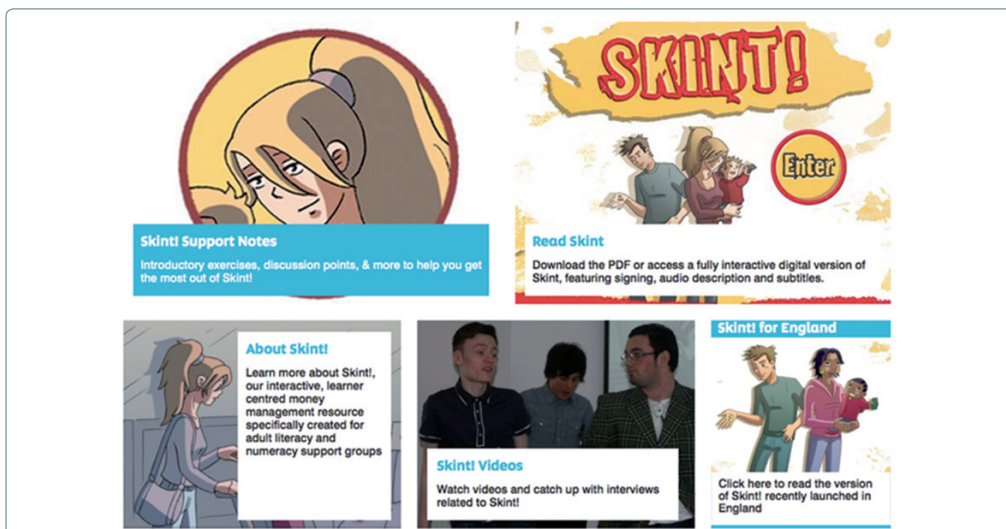 Skint! Support Notes
Introductory exercises, discussion points, & more to help you get
the most out of Skint!
SKINT!
Enter
Read Skint
Download the PDF or access a fully interactive digital version of
Skint, featuring signing, audio description and subtitles.
About Skint!
Learn more about Skint!,
our interactive, learner
centred money
management resource
specifically created for
adult literacy and
numeracy support groups
Skint! Videos
Watch videos and catch up with interviews
related to Skint!
Skint! for England
Click here to read the version
of Skint! recently launched in
England